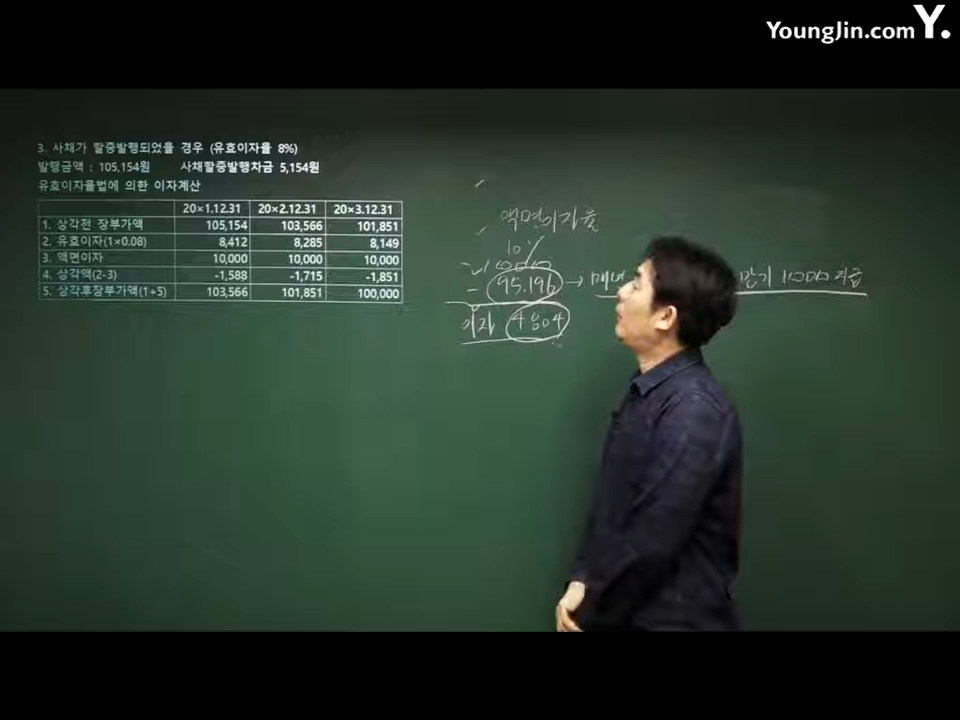 YoungJin.com Y.
3. 사채가 할증발행되었을 경우 (유효이자율 8%)
발행금액 : 105,154원 사채할증발행차금 5,154원
유효이자율법에 의한 이자계산
20×1.12.31 20×2.12.31 20×3.12.31
1. 상각전 장부가액 105,154 103,566 101,851
2. 유효이자(1×0.08) 8,412 8,285 8,149
3. 액면이자 10,000 10,000 10,000
4. 상각액(2-3) -1,588 -1,715 -1,851
5. 상각후장부가액(1+5) 103,566 101,851 100,000
액면이자율
10%
95.196 → 매년 만기 지급
이자 4804